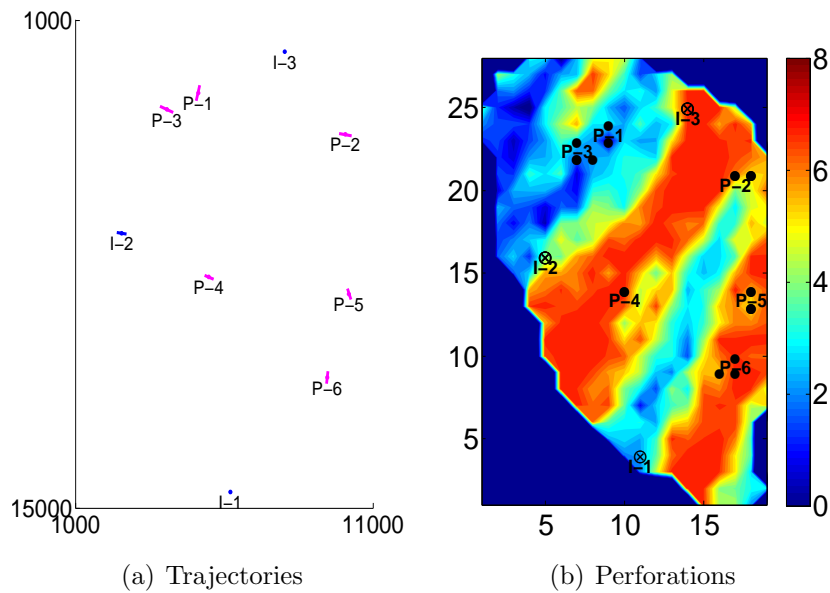 1000
I-3
P-1
P-3
P-2
I-2
P-4
P-5
P-6
I-1
15000
1000
11000
(a) Trajectories
25
20
15
10
5
5
10
15
I-3
P-1
P-3
P-2
I-2
P-4
P-5
P-6
I-1
8
6
4
2
0
(b) Perforations